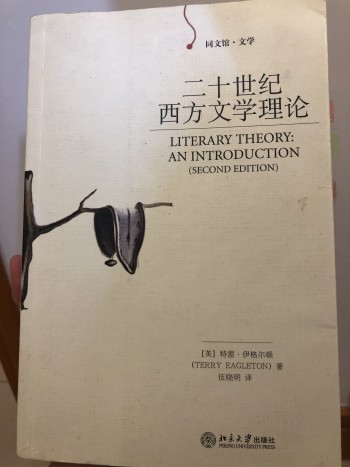 同文馆·文学
二十世纪
西方文学理论
LITERARY THEORY:
AN INTRODUCTION
(SECOND EDITION)
［英］特雷·伊格尔顿
(TERRY EAGLETON) 著
伍晓明 译
北京大学出版社
PEKING UNIVERSITY PRESS